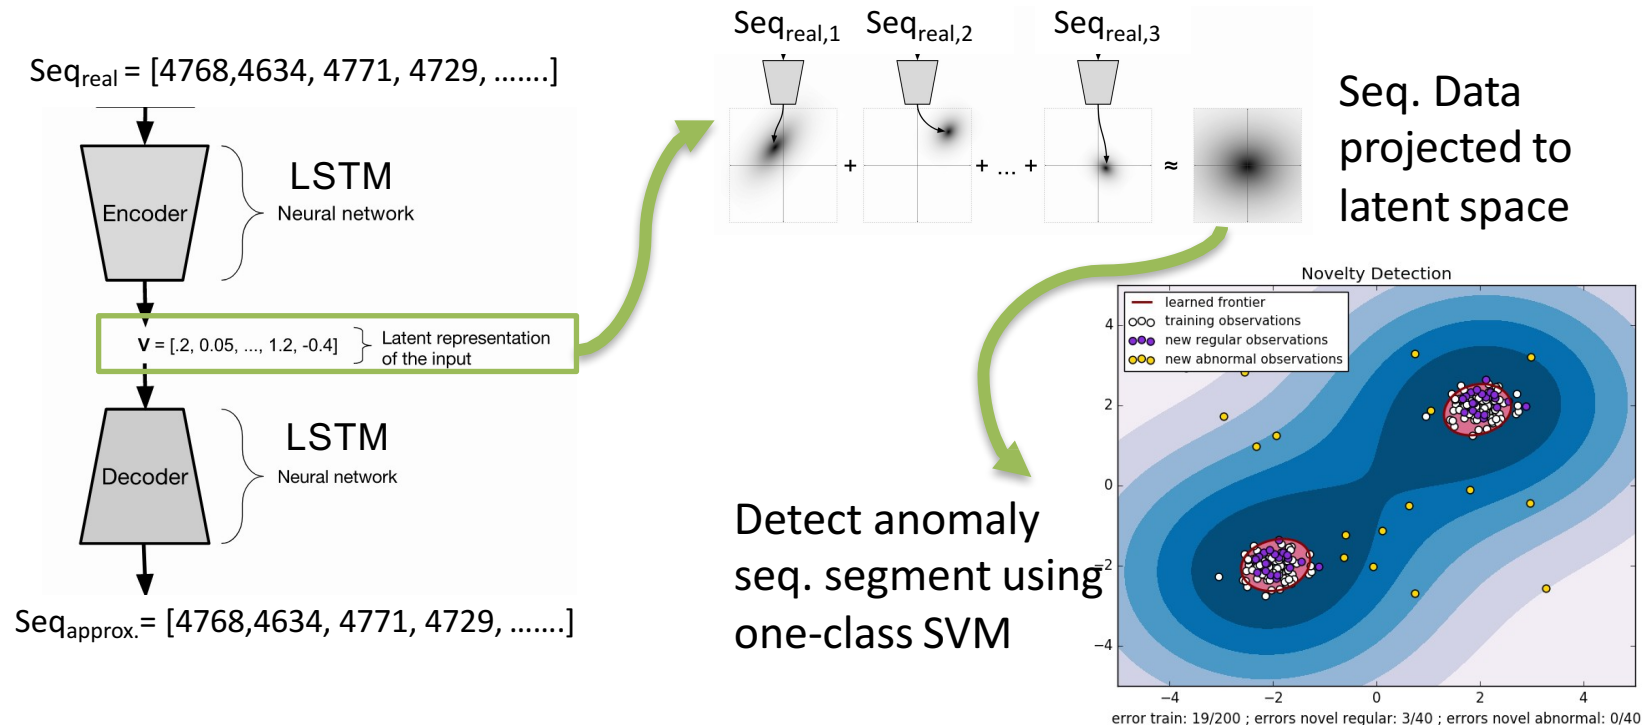 Seqreal = [4768,4634, 4771, 4729, .......]
Encoder
LSTM
Neural network
V = [.2, 0.05, ..., 1.2, -0.4]
Latent representation
of the input
Decoder
LSTM
Neural network
Seqapprox.= [4768,4634, 4771, 4729, .......]
Seqreal,1 Seqreal,2 Seqreal,3
+ + ... + ≈
Seq. Data
projected to
latent space
Detect anomaly
seq. segment using
one-class SVM
Novelty Detection
learned frontier
training observations
new regular observations
new abnormal observations
4
2
0
−2
−4
−4 −2 0 2 4
error train: 19/200 ; errors novel regular: 3/40 ; errors novel abnormal: 0/40